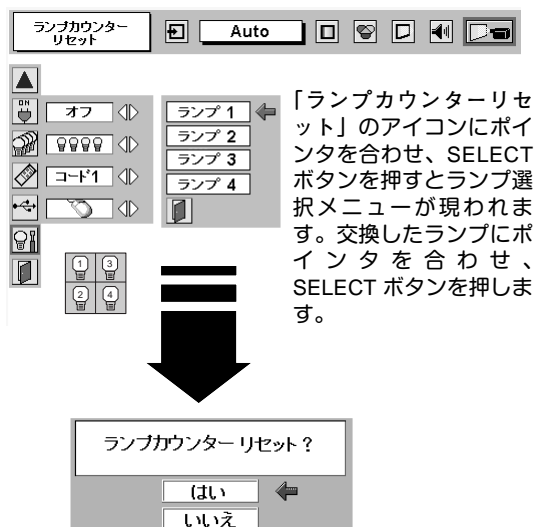 ランプカウンター
リセット
Auto
ON
オフ
コード1
ランプ 1
ランプ 2
ランプ 3
ランプ 4
1 3
2 4
「ランプカウンターリセ
ット」のアイコンにポイ
ンタを合わせ、SELECT
ボタンを押すとランプ選
択メニューが現われま
す。交換したランプにポ
インタを合わせ、
SELECT ボタンを押しま
す。
ランプカウンター リセット？
はい
いいえ